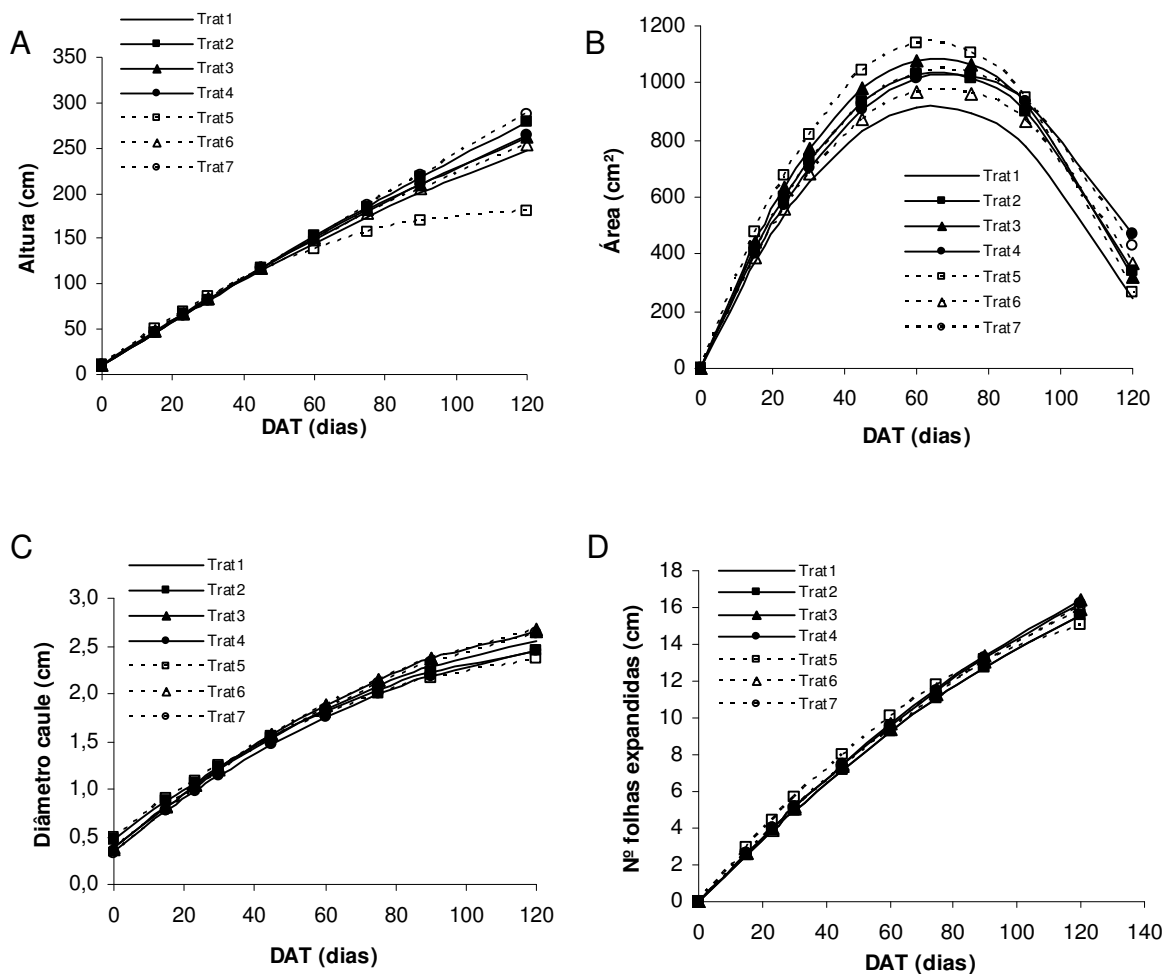 A
Trat1
Trat2
Trat3
Trat4
Trat5
Trat6
Trat7
350
300
250
200
150
100
50
0
Altura (cm)
0 20 40 60 80 100 120
DAT (dias)
B
1200
1000
800
600
400
200
0
Área (cm²)
Trat1
Trat2
Trat3
Trat4
Trat5
Trat6
Trat7
0 20 40 60 80 100 120
DAT (dias)
C
Trat1
Trat2
Trat3
Trat4
Trat5
Trat6
Trat7
3,0
2,5
2,0
1,5
1,0
0,5
0,0
Diâmetro caule (cm)
0 20 40 60 80 100 120
DAT (dias)
D
Trat1
Trat2
Trat3
Trat4
Trat5
Trat6
Trat7
18
16
14
12
10
8
6
4
2
0
Nº folhas expandidas (cm)
0 20 40 60 80 100 120 140
DAT (dias)